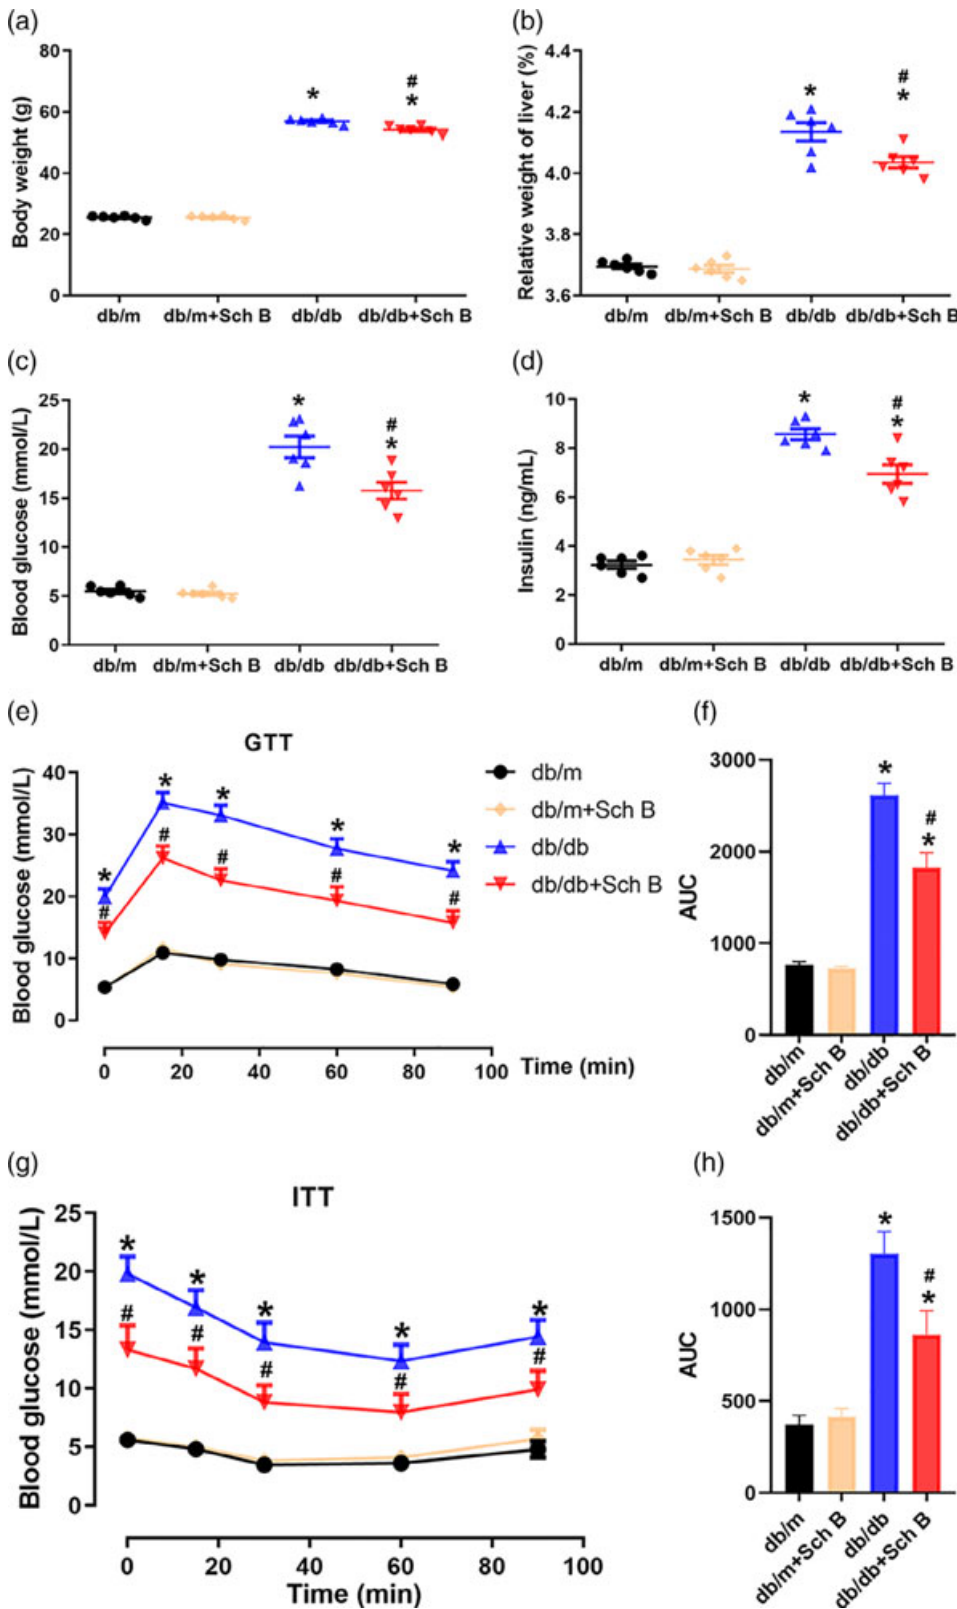 (a)
Body weight (g)
80
60
40
20
0
*
#
*
db/m db/m+Sch B db/db db/db+Sch B
(b)
Relative weight of liver (%)
4.4
4.2
4.0
3.8
3.6
*
#
*
db/m db/m+Sch B db/db db/db+Sch B
(c)
Blood glucose (mmol/L)
25
20
15
10
5
0
*
#
*
db/m db/m+Sch B db/db db/db+Sch B
(d)
Insulin (ng/mL)
10
8
6
4
2
0
*
#
*
db/m db/m+Sch B db/db db/db+Sch B
(e)
GTT
Blood glucose (mmol/L)
40
30
20
10
0
* * * * *
# # # # #
0 20 40 60 80 100
Time (min)
db/m
db/m+Sch B
db/db
db/db+Sch B
(f)
AUC
3000
2000
1000
0
*
#
*
db/m
db/m+Sch B
db/db
db/db+Sch B
(g)
ITT
Blood glucose (mmol/L)
25
20
15
10
5
0
* * * * *
# # # # #
0 20 40 60 80 100
Time (min)
(h)
AUC
1500
1000
500
0
*
#
*
db/m
db/m+Sch B
db/db
db/db+Sch B